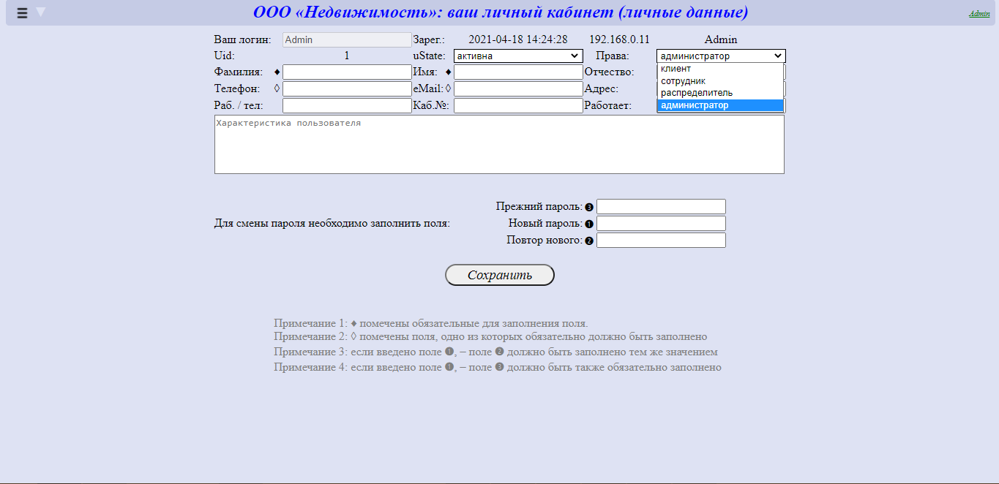 ☰ ▼ ООО «Недвижимость»: ваш личный кабинет (личные данные) Admin
Ваш логин: Admin Зарег.: 2021-04-18 14:24:28 192.168.0.11 Admin
Uid: 1 uState: активна Права: администратор
Фамилия: ♦ Имя: ♦ Отчество: клиент
сотрудник
Телефон: ◊ eMail: ◊ Адрес: распределитель
Раб. / тел: Каб.№: Работает: администратор
Характеристика пользователя
Прежний пароль: ❸
Для смены пароля необходимо заполнить поля: Новый пароль: ❶
Повтор нового: ❷
Сохранить
Примечание 1: ♦ помечены обязательные для заполнения поля.
Примечание 2: ◊ помечены поля, одно из которых обязательно должно быть заполнено
Примечание 3: если введено поле ❶, – поле ❷ должно быть заполнено тем же значением
Примечание 4: если введено поле ❶, – поле ❸ должно быть также обязательно заполнено